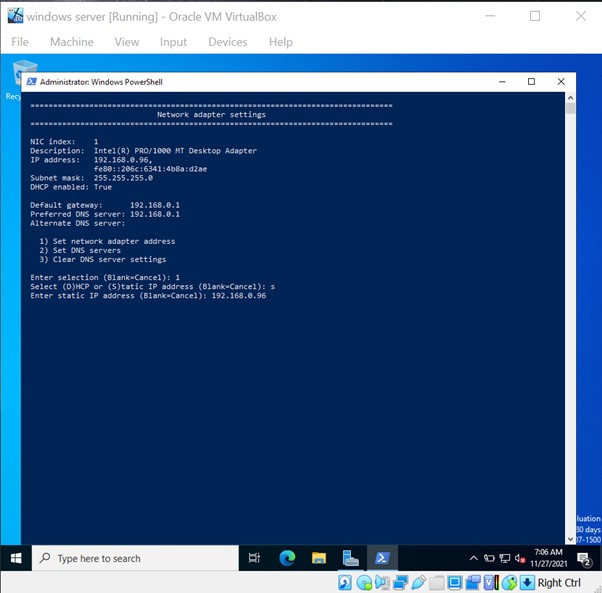 windows server [Running] - Oracle VM VirtualBox
File Machine View Input Devices Help
Recy
Administrator: Windows PowerShell
================================================================================
Network adapter settings
================================================================================
NIC index: 1
Description: Intel(R) PRO/1000 MT Desktop Adapter
IP address: 192.168.0.96,
fe80::206c:6341:4b8a:d2ae
Subnet mask: 255.255.255.0
DHCP enabled: True
Default gateway: 192.168.0.1
Preferred DNS server: 192.168.0.1
Alternate DNS server:
1) Set network adapter address
2) Set DNS servers
3) Clear DNS server settings
Enter selection (Blank=Cancel): 1
Select (D)HCP or (S)tatic IP address (Blank=Cancel): s
Enter static IP address (Blank=Cancel): 192.168.0.96
luation
80 days
07-1500
Type here to search
7:06 AM
11/27/2021
2
Right Ctrl